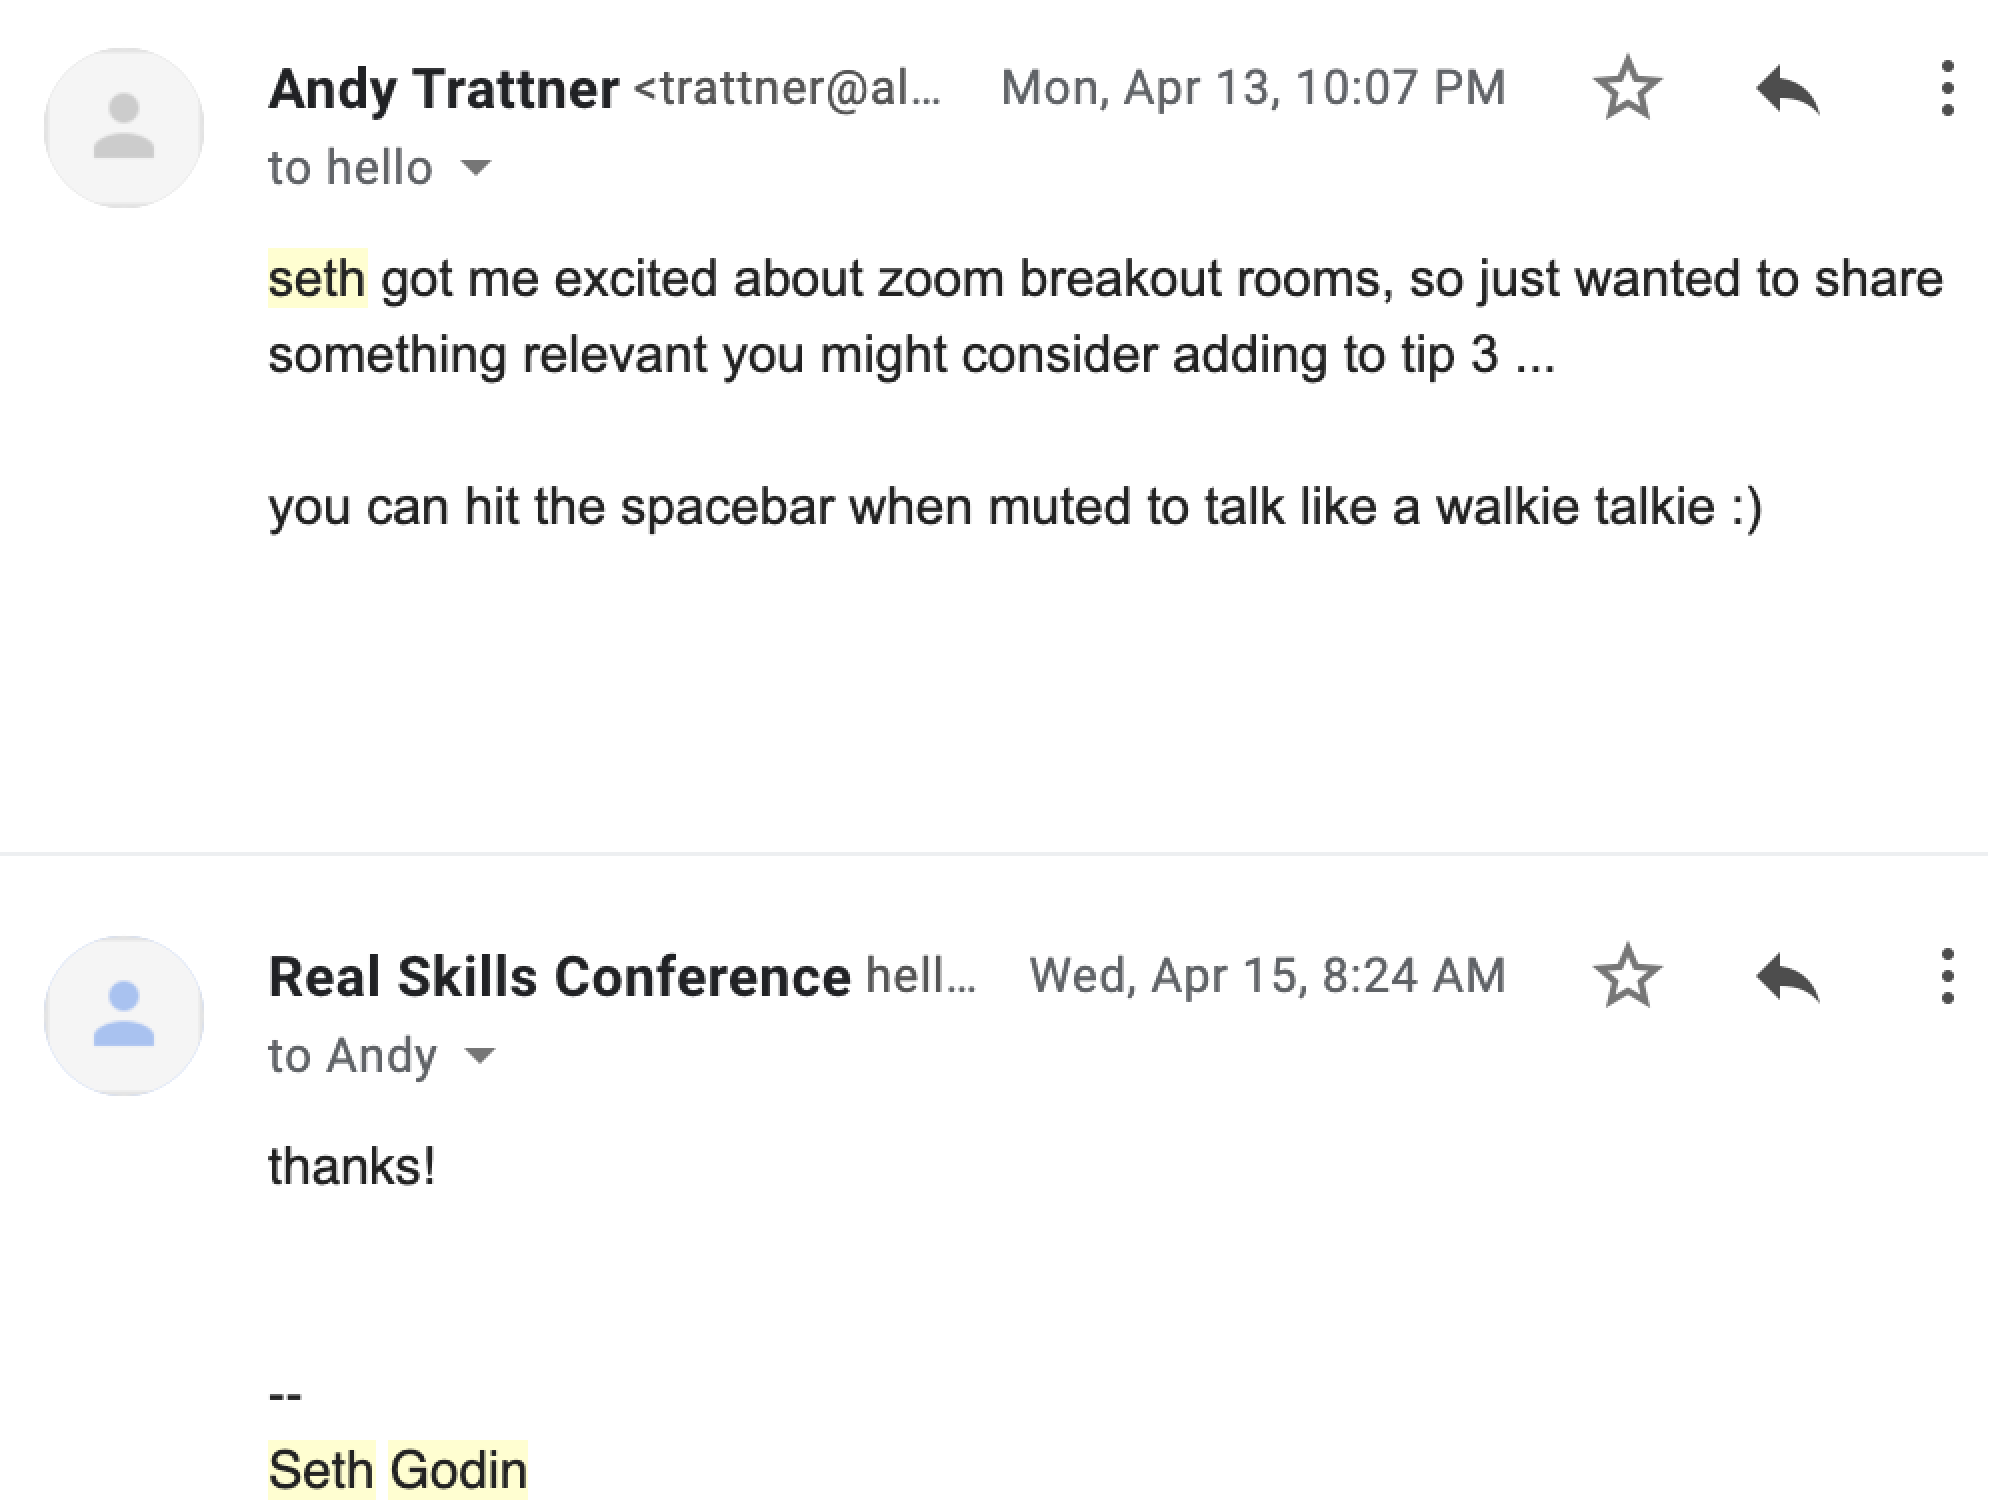 Andy Trattner <trattner@al... Mon, Apr 13, 10:07 PM
to hello
seth got me excited about zoom breakout rooms, so just wanted to share
something relevant you might consider adding to tip 3 ...
you can hit the spacebar when muted to talk like a walkie talkie :)
Real Skills Conference hell... Wed, Apr 15, 8:24 AM
to Andy
thanks!
--
Seth Godin